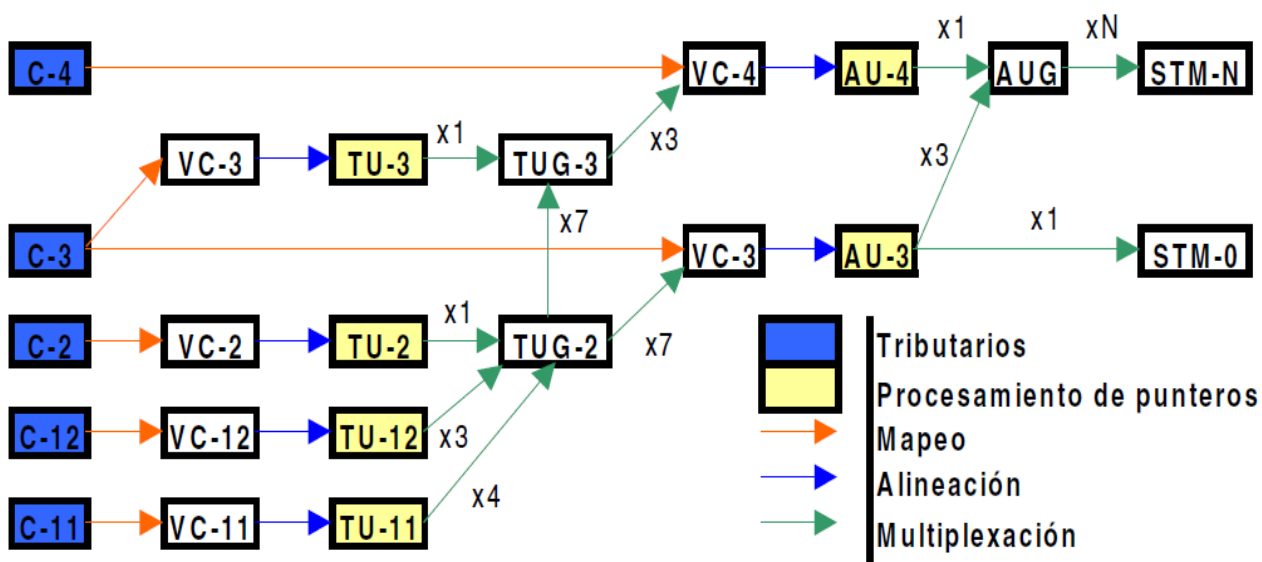 x1 xN
C-4 VC-4 AU-4 AUG STM-N
x1 x3 x3
VC-3 TU-3 TUG-3
x7 x1
C-3 VC-3 AU-3 STM-0
x1 x7
C-2 VC-2 TU-2 TUG-2
C-12 VC-12 TU-12 x3
C-11 VC-11 TU-11 x4
Tributarios
Procesamiento de punteros
Mapeo
Alineación
Multiplexación